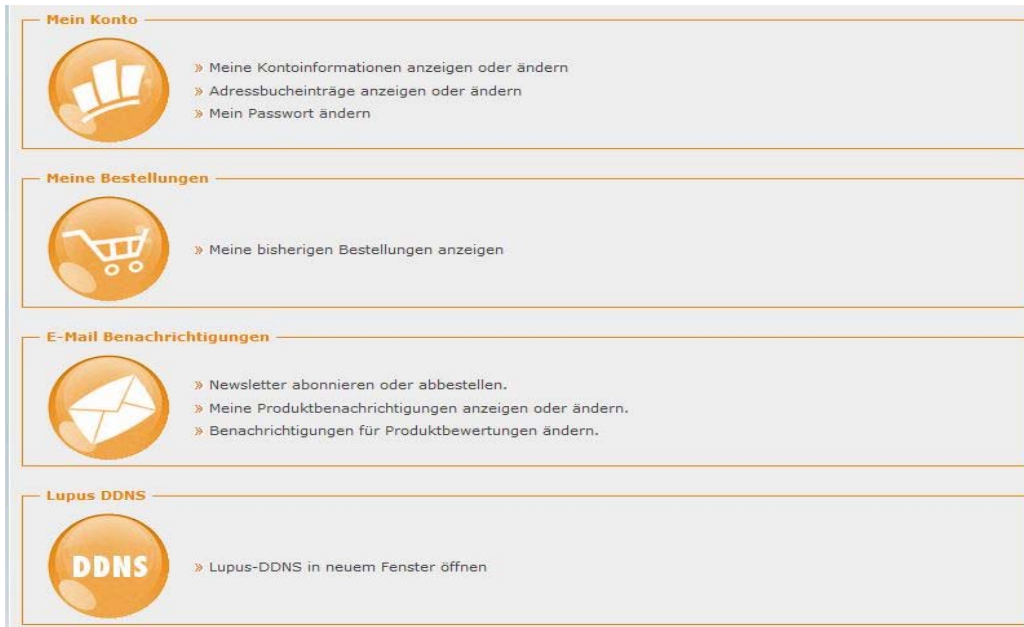 Mein Konto
» Meine Kontoinformationen anzeigen oder ändern
» Adressbucheinträge anzeigen oder ändern
» Mein Passwort ändern
Meine Bestellungen
» Meine bisherigen Bestellungen anzeigen
E-Mail Benachrichtigungen
» Newsletter abonnieren oder abbestellen.
» Meine Produktbenachrichtigungen anzeigen oder ändern.
» Benachrichtigungen für Produktbewertungen ändern.
Lupus DDNS
DDNS
» Lupus-DDNS in neuem Fenster öffnen